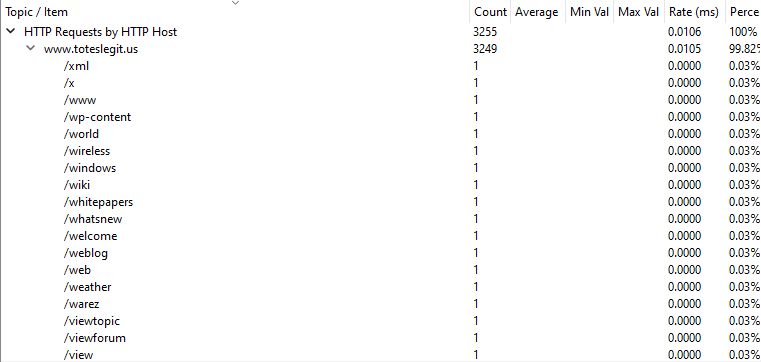 Topic / Item Count Average Min Val Max Val Rate (ms) Perce
HTTP Requests by HTTP Host 3255 0.0106 100%
www.toteslegit.us 3249 0.0105 99.82%
/xml 1 0.0000 0.03%
/x 1 0.0000 0.03%
/www 1 0.0000 0.03%
/wp-content 1 0.0000 0.03%
/world 1 0.0000 0.03%
/wireless 1 0.0000 0.03%
/windows 1 0.0000 0.03%
/wiki 1 0.0000 0.03%
/whitepapers 1 0.0000 0.03%
/whatsnew 1 0.0000 0.03%
/welcome 1 0.0000 0.03%
/weblog 1 0.0000 0.03%
/web 1 0.0000 0.03%
/weather 1 0.0000 0.03%
/warez 1 0.0000 0.03%
/viewtopic 1 0.0000 0.03%
/viewforum 1 0.0000 0.03%
/view 1 0.0000 0.03%